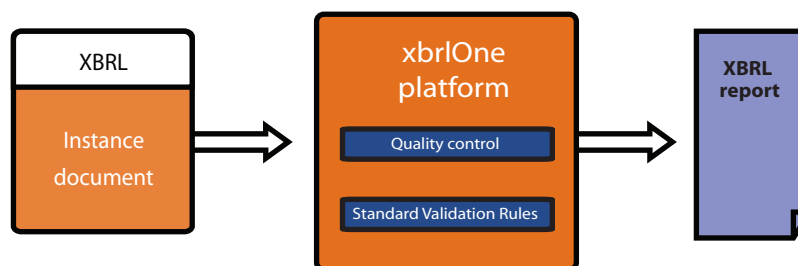 XBRL
Instance
document
xbrlOne
platform
Quality control
Standard Validation Rules
XBRL
report